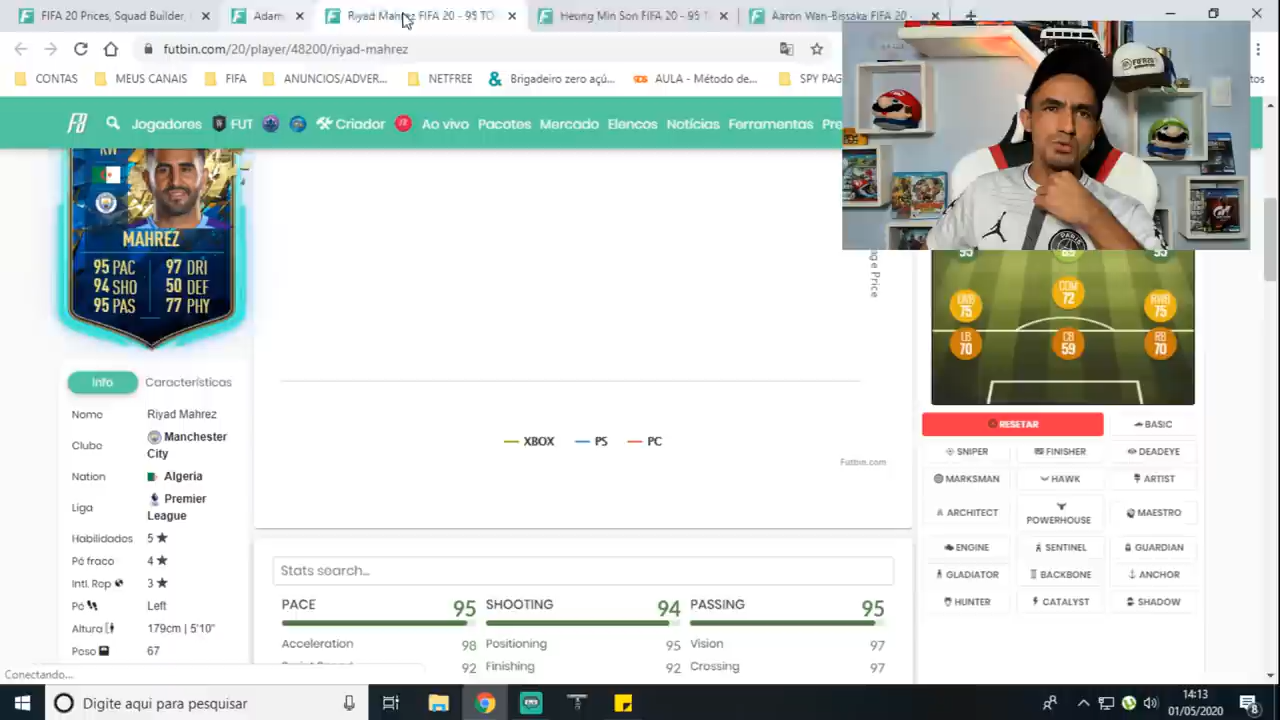 FIFA 20 Prices, Squad Builder,
Adam
Riyad Mahrez FIFA 20 - 95 TO
Heung Min Son FIFA 20 - 95
Aaron Wan-Bissaka FIFA 20 -
futbin.com/20/player/48200/riyad-mahrez
CONTAS
MEUS CANAI
FIFA
ANUNCIOS/ADVER...
NETFREE
Brigadeiro zero açú...
AULA - Método de...
SPY PAG
Criador
Ao vivo
Pacotes
Mercado
Elencos
Notícias
Ferramentas
FUT
RW
MAHREZ
95 PAC 97 DRI
94 SHO 50 DEF
95 PAS 77 PHY
Info
Características
Nome Riyad Mahrez
Clube Manchester City
Nation Algeria
Liga Premier League
Habilidades 5
Pé fraco 4
Intl. Rep 3
Pé Left
Altura 179cm | 5'10"
Peso 67
XBOX PS PC
Futbin.com
Stats search...
PACE 95
SHOOTING 94
PASSING 95
Acceleration 98
Positioning 95
Vision 97
Finishing 92
Crossing 97
CDM 72
LWB 75
RWB 75
LB 70
CB 59
RB 70
RESETAR
BASIC
SNIPER
FINISHER
DEADEYE
MARKSMAN
HAWK
ARTIST
ARCHITECT
POWERHOUSE
MAESTRO
ENGINE
SENTINEL
GUARDIAN
GLADIATOR
BACKBONE
ANCHOR
HUNTER
CATALYST
SHADOW
Conectando...
Digite aqui para pesquisar
14:13
01/05/2020